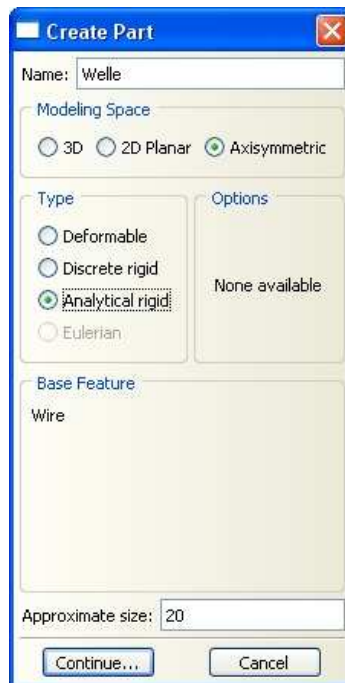 Create Part
Name: Welle
Modeling Space
3D 2D Planar Axisymmetric
Type
Deformable
Discrete rigid
Analytical rigid
Eulerian
Options
None available
Base Feature
Wire
Approximate size: 20
Continue... Cancel